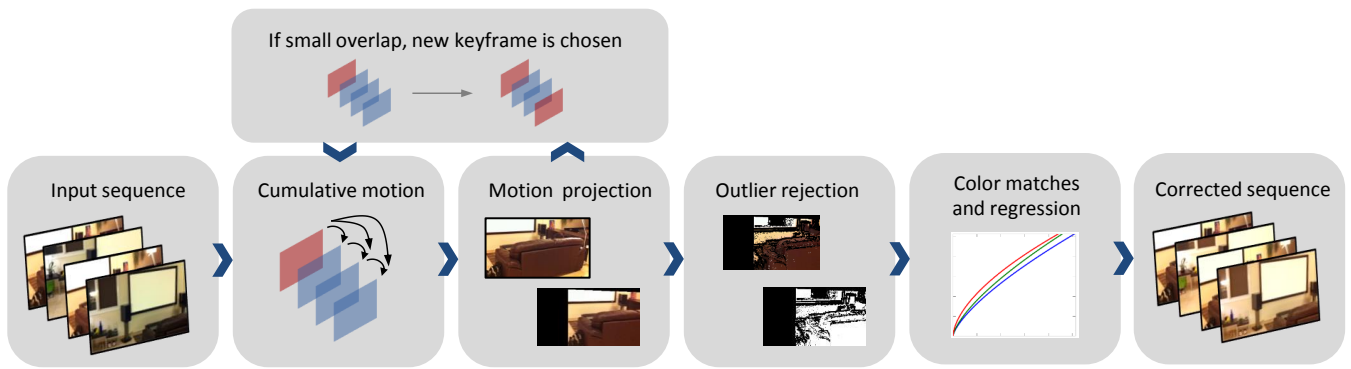 If small overlap, new keyframe is chosen
Input sequence
Cumulative motion
Motion projection
Outlier rejection
Color matches
and regression
Corrected sequence